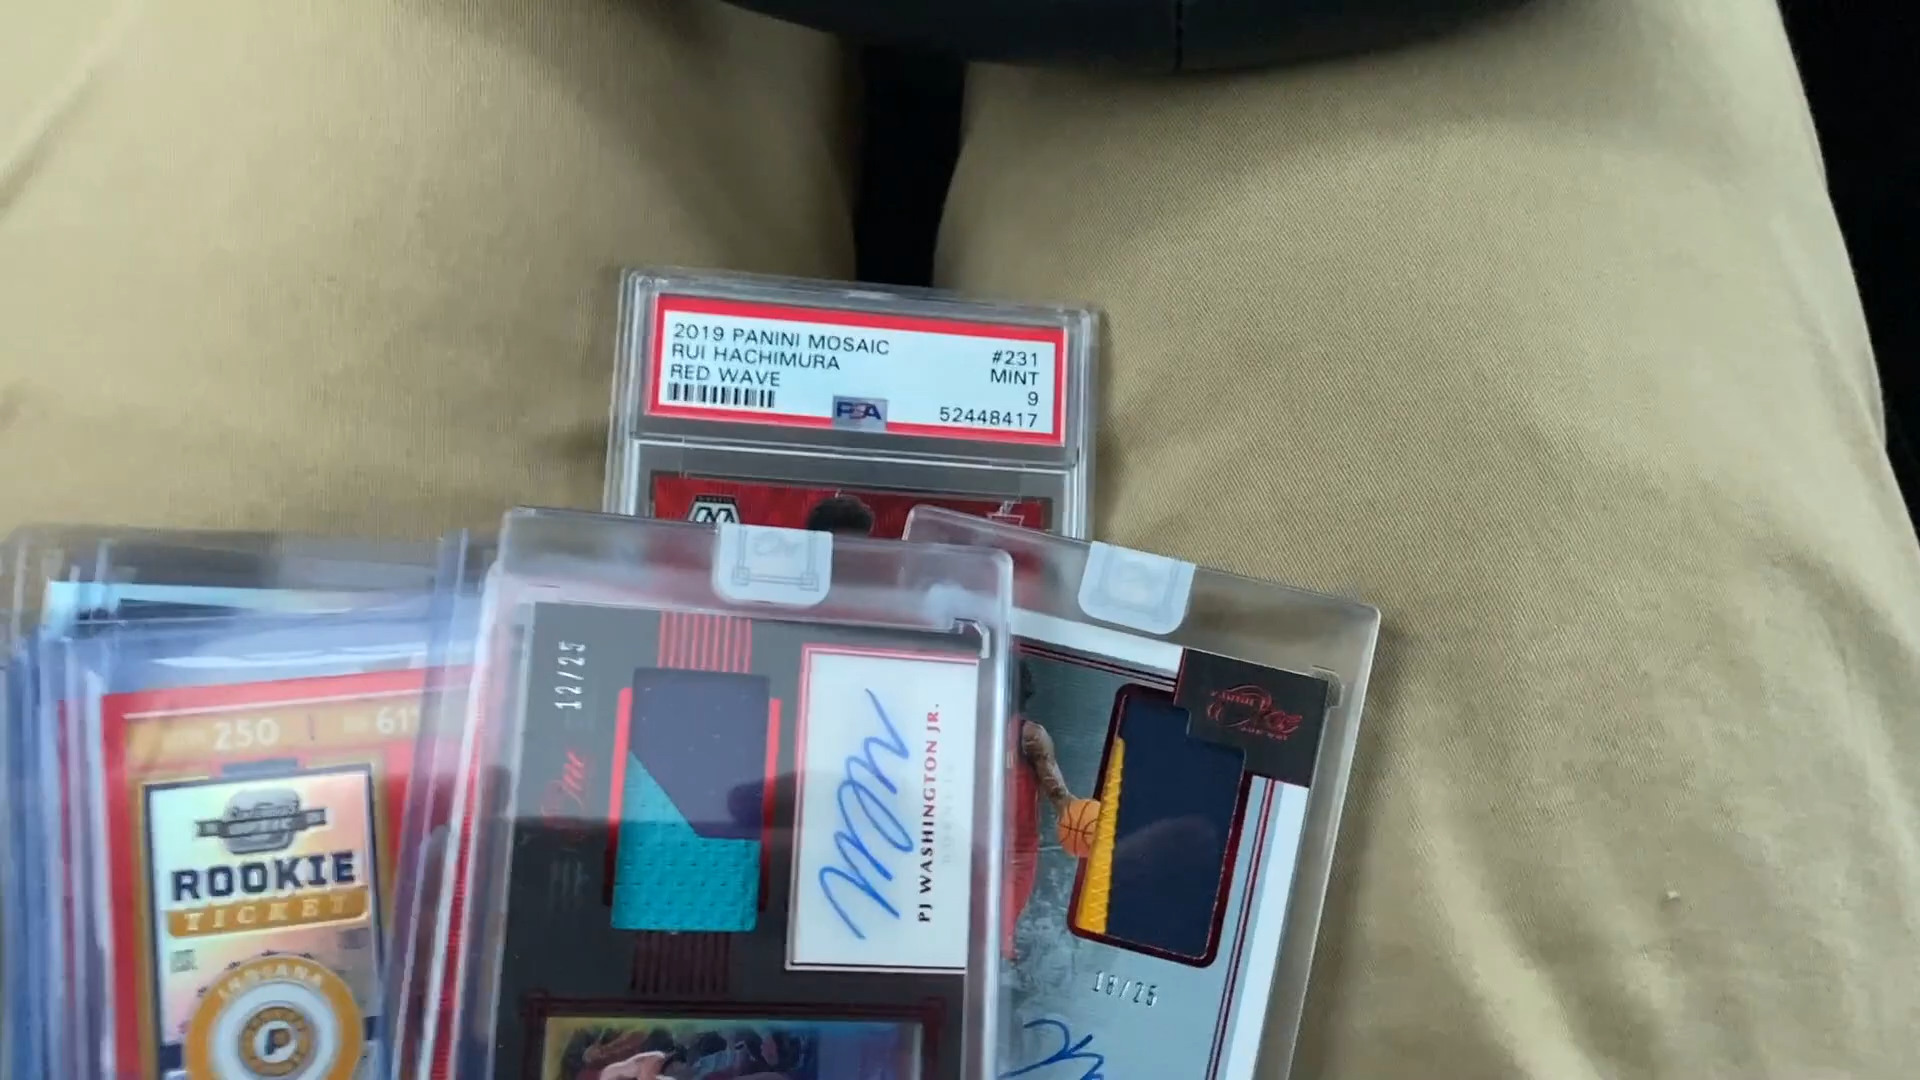 2019 PANINI MOSAIC
RUI HACHIMURA
RED WAVE
#231
MINT
9
PSA
52448417
12/25
One
PJ WASHINGTON JR.
18/25
250
ROOKIE
TICKET
INDIANA